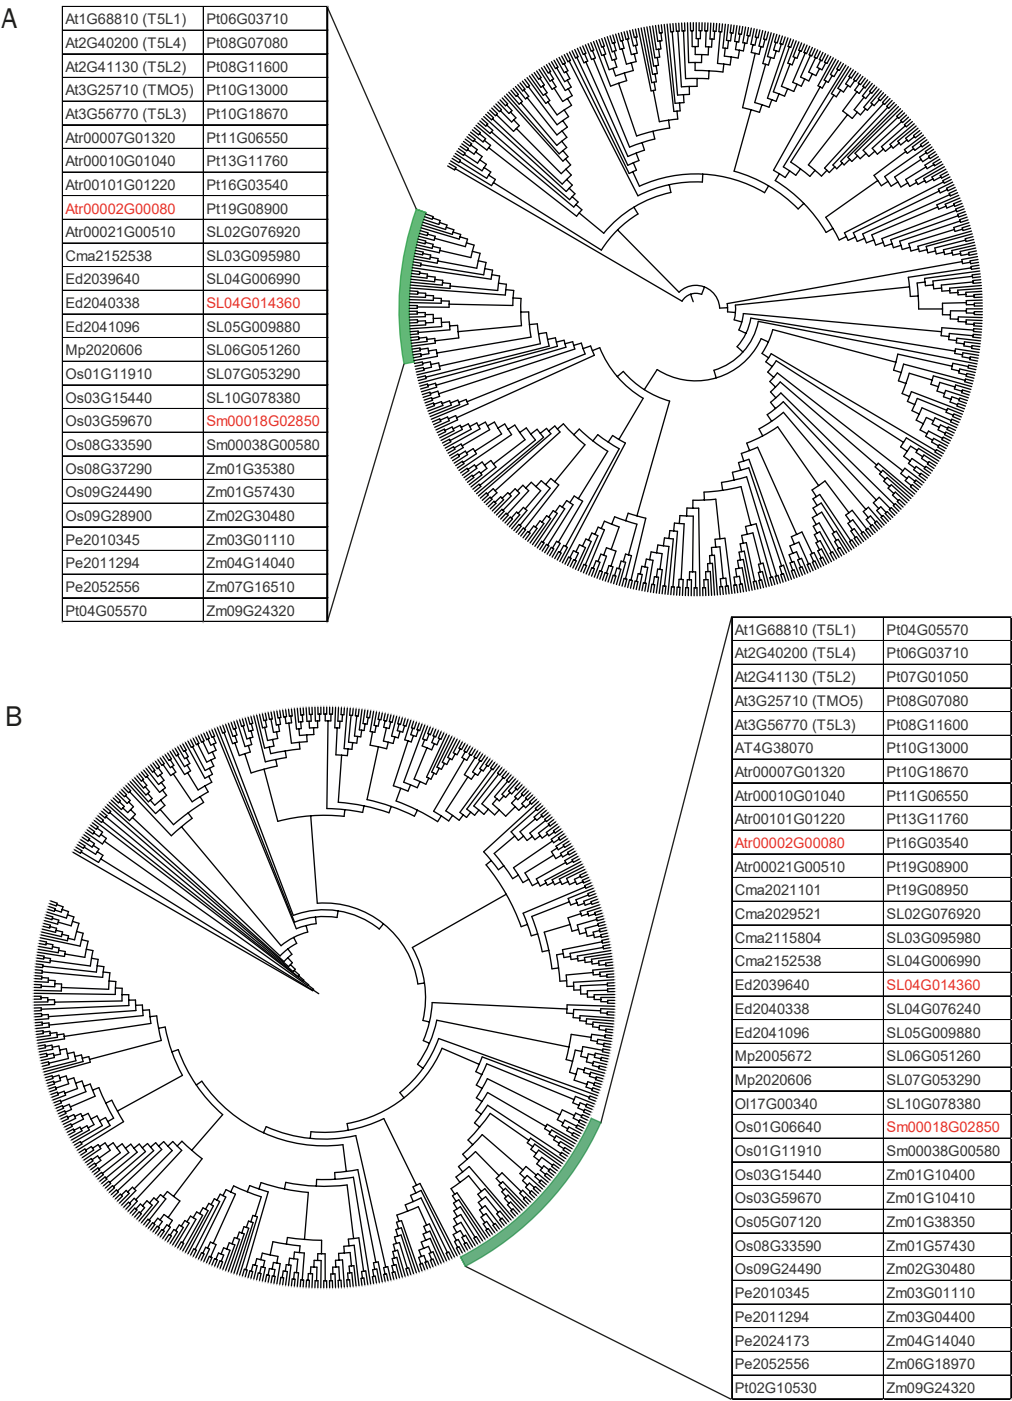 A
At1G68810 (T5L1) Pt06G03710
At2G40200 (T5L4) Pt08G07080
At2G41130 (T5L2) Pt08G11600
At3G25710 (TMO5) Pt10G13000
At3G56770 (T5L3) Pt10G18670
Atr00007G01320 Pt11G06550
Atr00010G01040 Pt13G11760
Atr00101G01220 Pt16G03540
Atr00002G00080 Pt19G08900
Atr00021G00510 SL02G076920
Cma2152538 SL03G095980
Ed2039640 SL04G006990
Ed2040338 SL04G014360
Ed2041096 SL05G009880
Mp2020606 SL06G051260
Os01G11910 SL07G053290
Os03G15440 SL10G078380
Os03G59670 Sm00018G02850
Os08G33590 Sm00038G00580
Os08G37290 Zm01G35380
Os09G24490 Zm01G57430
Os09G28900 Zm02G30480
Pe2010345 Zm03G01110
Pe2011294 Zm04G14040
Pe2052556 Zm07G16510
Pt04G05570 Zm09G24320
B
At1G68810 (T5L1) Pt04G05570
At2G40200 (T5L4) Pt06G03710
At2G41130 (T5L2) Pt07G01050
At3G25710 (TMO5) Pt08G07080
At3G56770 (T5L3) Pt08G11600
AT4G38070 Pt10G13000
Atr00007G01320 Pt10G18670
Atr00010G01040 Pt11G06550
Atr00101G01220 Pt13G11760
Atr00002G00080 Pt16G03540
Atr00021G00510 Pt19G08900
Cma2021101 Pt19G08950
Cma2029521 SL02G076920
Cma2115804 SL03G095980
Cma2152538 SL04G006990
Ed2039640 SL04G014360
Ed2040338 SL04G076240
Ed2041096 SL05G009880
Mp2005672 SL06G051260
Mp2020606 SL07G053290
Ol17G00340 SL10G078380
Os01G06640 Sm00018G02850
Os01G11910 Sm00038G00580
Os03G15440 Zm01G10400
Os03G59670 Zm01G10410
Os05G07120 Zm01G38350
Os08G33590 Zm01G57430
Os09G24490 Zm02G30480
Pe2010345 Zm03G01110
Pe2011294 Zm03G04400
Pe2024173 Zm04G14040
Pe2052556 Zm06G18970
Pt02G10530 Zm09G24320